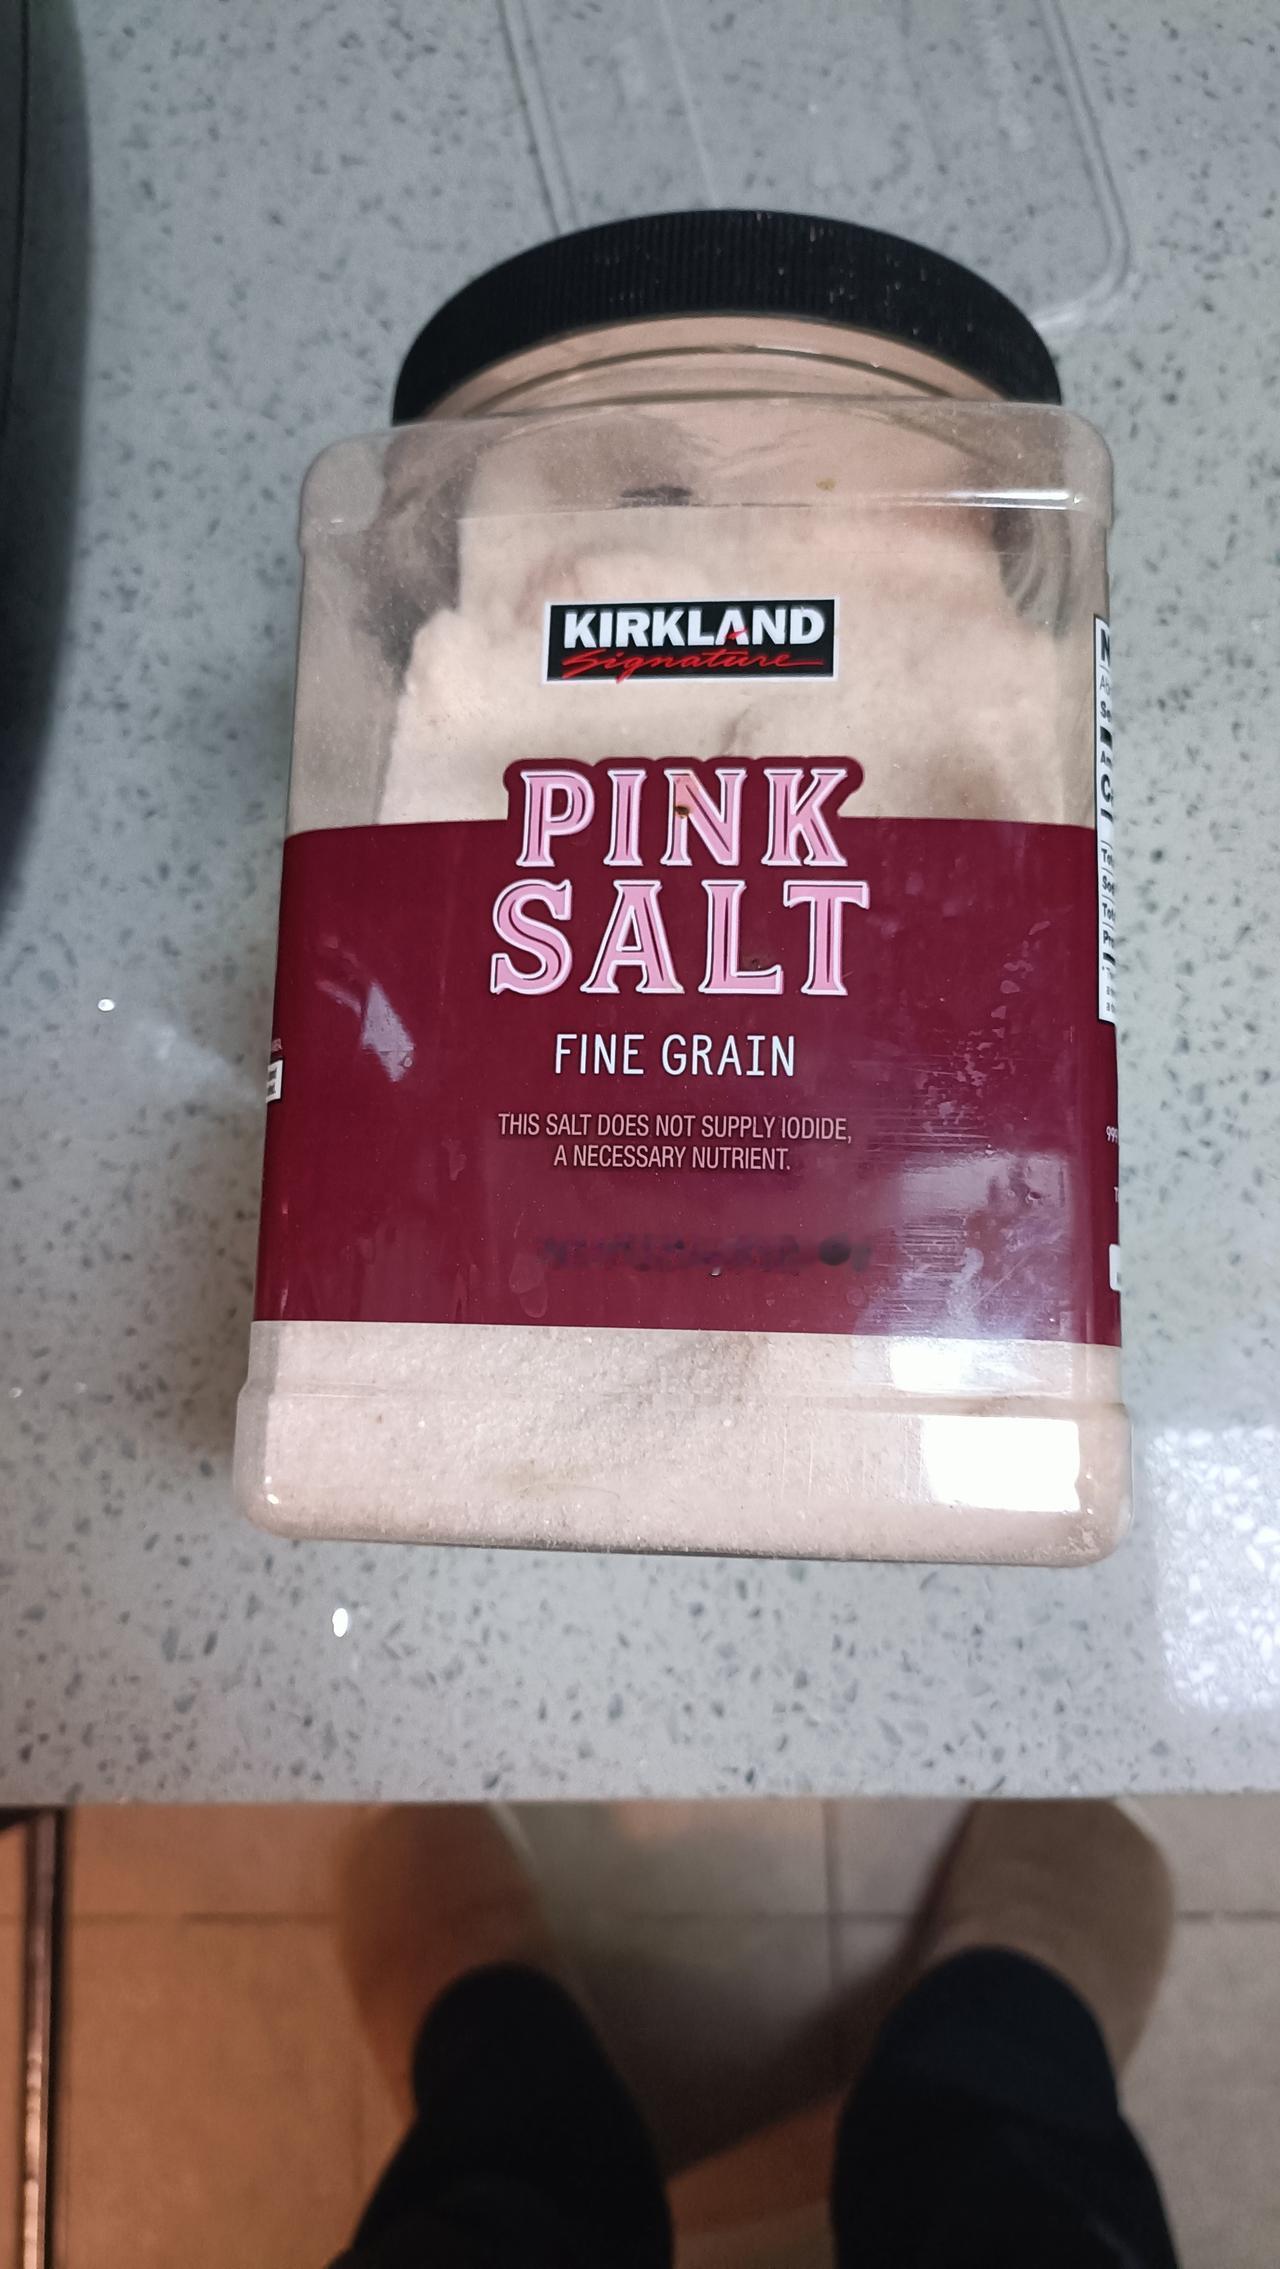 KIRKLAND
Signature
PINK
SALT
FINE GRAIN
THIS SALT DOES NOT SUPPLY IODIDE,
A NECESSARY NUTRIENT.